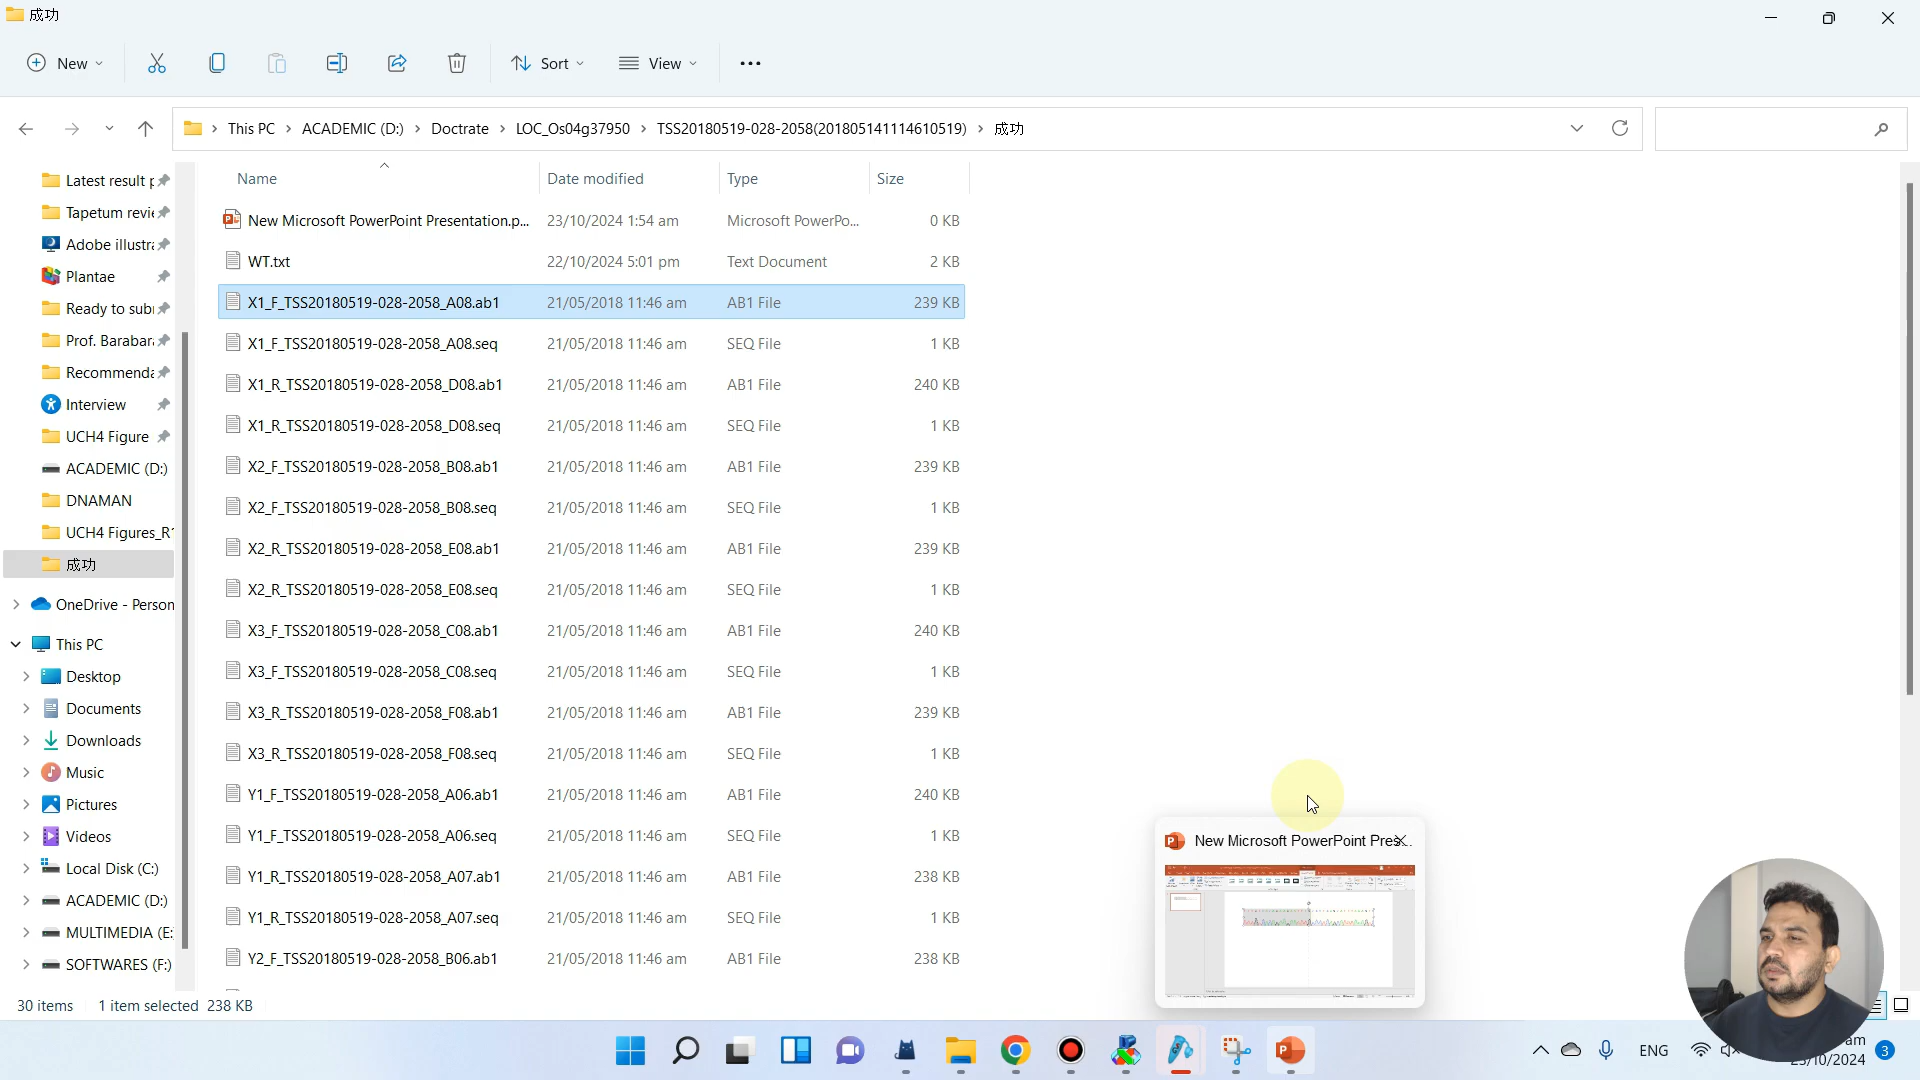 成功
New
Sort
View
This PC
ACADEMIC (D:)
Doctrate
LOC_Os04g37950
TSS20180519-028-2058(201805141114610519)
成功
Name
Date modified
Type
Size
New Microsoft PowerPoint Presentation.p... 23/10/2024 1:54 am Microsoft PowerPo... 0 KB
WT.txt 22/10/2024 5:01 pm Text Document 2 KB
X1_F_TSS20180519-028-2058_A08.ab1 21/05/2018 11:46 am AB1 File 239 KB
X1_F_TSS20180519-028-2058_A08.seq 21/05/2018 11:46 am SEQ File 1 KB
X1_R_TSS20180519-028-2058_D08.ab1 21/05/2018 11:46 am AB1 File 240 KB
X1_R_TSS20180519-028-2058_D08.seq 21/05/2018 11:46 am SEQ File 1 KB
X2_F_TSS20180519-028-2058_B08.ab1 21/05/2018 11:46 am AB1 File 239 KB
X2_F_TSS20180519-028-2058_B08.seq 21/05/2018 11:46 am SEQ File 1 KB
X2_R_TSS20180519-028-2058_E08.ab1 21/05/2018 11:46 am AB1 File 239 KB
X2_R_TSS20180519-028-2058_E08.seq 21/05/2018 11:46 am SEQ File 1 KB
X3_F_TSS20180519-028-2058_C08.ab1 21/05/2018 11:46 am AB1 File 240 KB
X3_F_TSS20180519-028-2058_C08.seq 21/05/2018 11:46 am SEQ File 1 KB
X3_R_TSS20180519-028-2058_F08.ab1 21/05/2018 11:46 am AB1 File 239 KB
X3_R_TSS20180519-028-2058_F08.seq 21/05/2018 11:46 am SEQ File 1 KB
Y1_F_TSS20180519-028-2058_A06.ab1 21/05/2018 11:46 am AB1 File 240 KB
Y1_F_TSS20180519-028-2058_A06.seq 21/05/2018 11:46 am SEQ File 1 KB
Y1_R_TSS20180519-028-2058_A07.ab1 21/05/2018 11:46 am AB1 File 238 KB
Y1_R_TSS20180519-028-2058_A07.seq 21/05/2018 11:46 am SEQ File 1 KB
Y2_F_TSS20180519-028-2058_B06.ab1 21/05/2018 11:46 am AB1 File 238 KB
Latest result p
Tapetum revie
Adobe illustra
Plantae
Ready to subm
Prof. Barabara
Recommenda
Interview
UCH4 Figure
ACADEMIC (D:)
DNAMAN
UCH4 Figures_R1
成功
OneDrive - Person
This PC
Desktop
Documents
Downloads
Music
Pictures
Videos
Local Disk (C:)
ACADEMIC (D:)
MULTIMEDIA (E:
SOFTWARES (F:)
New Microsoft PowerPoint Pres...
30 items
1 item selected 238 KB
ENG
am
23/10/2024
3